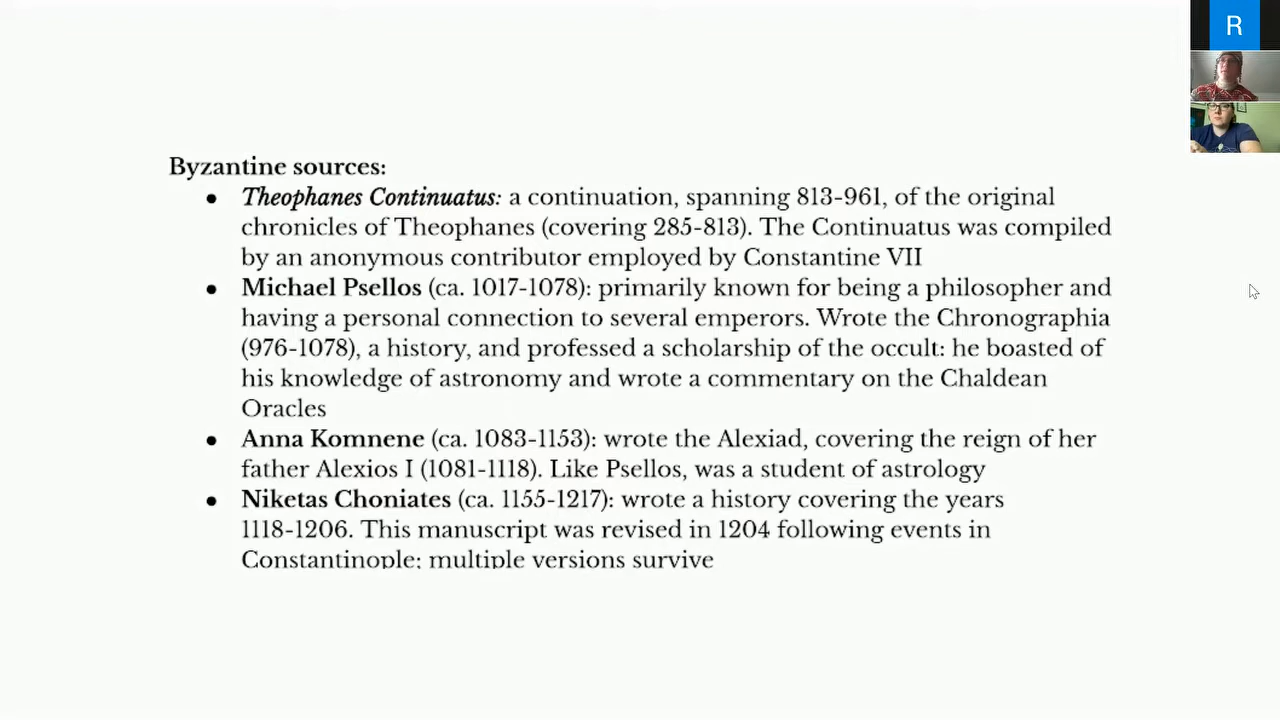 R
Byzantine sources:
● Theophanes Continuatus: a continuation, spanning 813-961, of the original
chronicles of Theophanes (covering 285-813). The Continuatus was compiled
by an anonymous contributor employed by Constantine VII
● Michael Psellos (ca. 1017-1078): primarily known for being a philosopher and
having a personal connection to several emperors. Wrote the Chronographia
(976-1078), a history, and professed a scholarship of the occult: he boasted of
his knowledge of astronomy and wrote a commentary on the Chaldean
Oracles
● Anna Komnene (ca. 1083-1153): wrote the Alexiad, covering the reign of her
father Alexios I (1081-1118). Like Psellos, was a student of astrology
● Niketas Choniates (ca. 1155-1217): wrote a history covering the years
1118-1206. This manuscript was revised in 1204 following events in
Constantinople; multiple versions survive